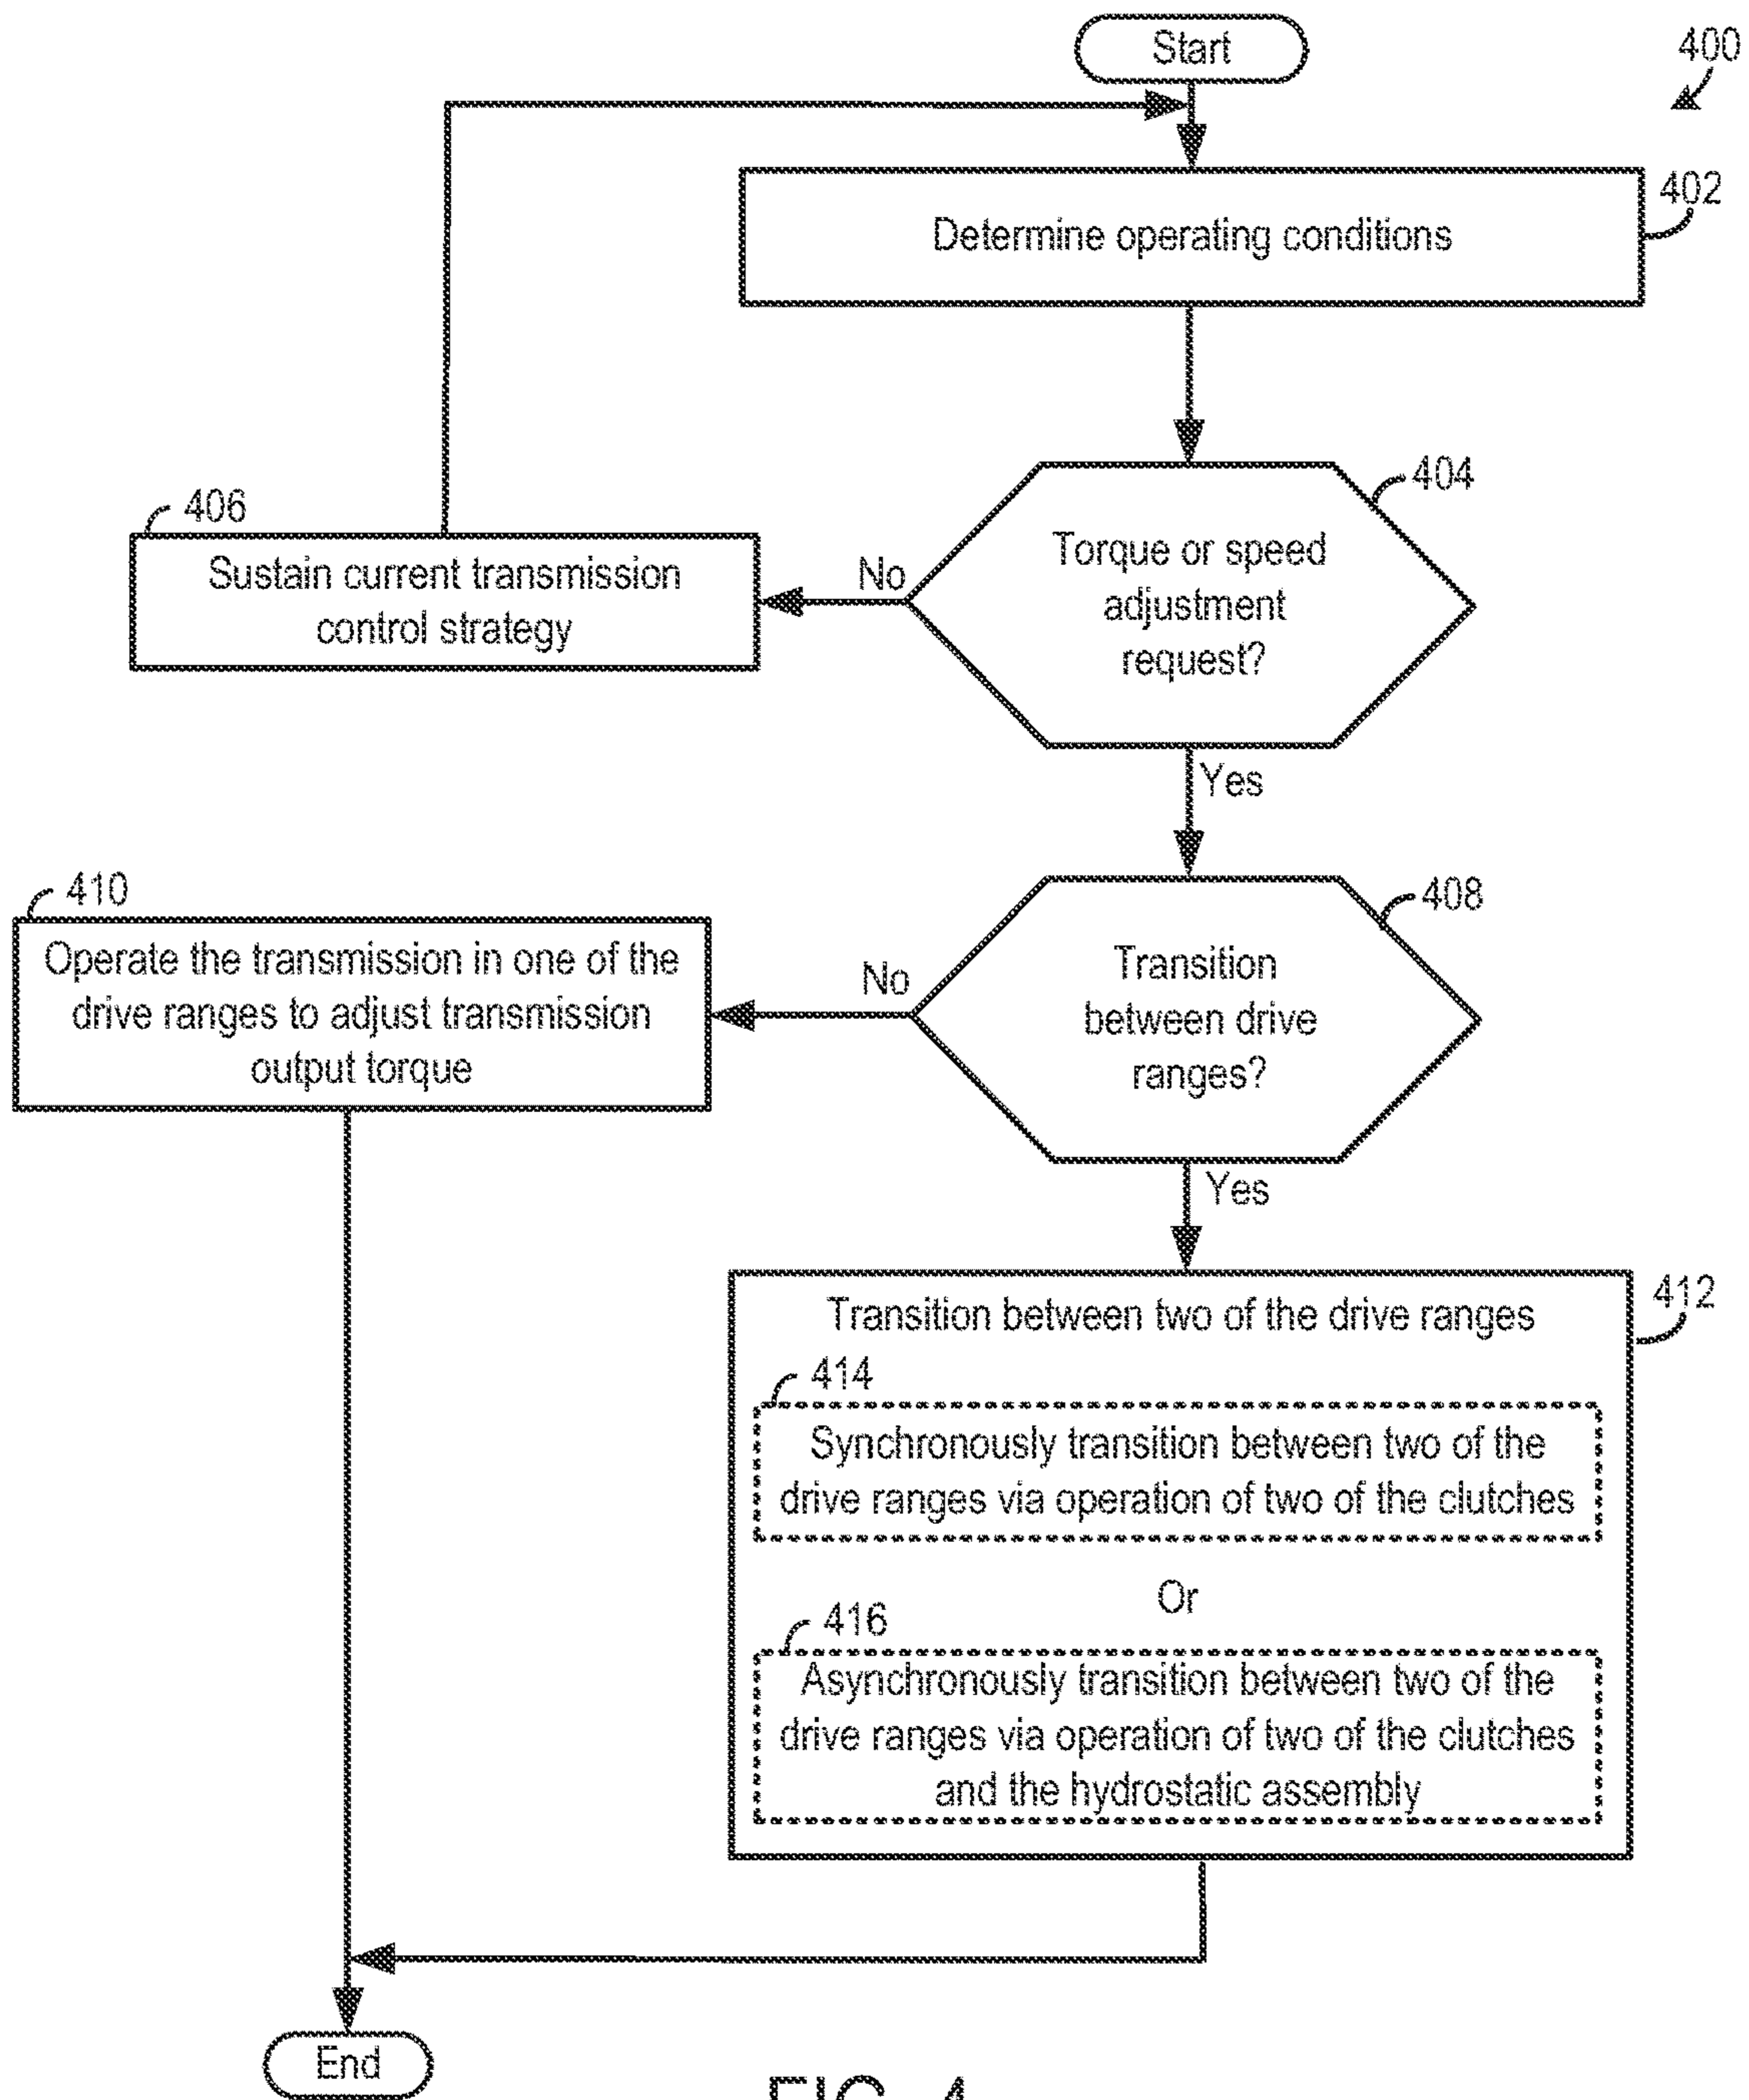 Start
400
402
Determine operating conditions
404
406
Torque or speed
adjustment
request?
No
Sustain current transmission
control strategy
Yes
408
410
Transition
between drive
ranges?
No
Operate the transmission in one of the
drive ranges to adjust transmission
output torque
Yes
412
Transition between two of the drive ranges
414
Synchronously transition between two of the
drive ranges via operation of two of the clutches
Or
416
Asynchronously transition between two of the
drive ranges via operation of two of the clutches
and the hydrostatic assembly
End
FIG. 4